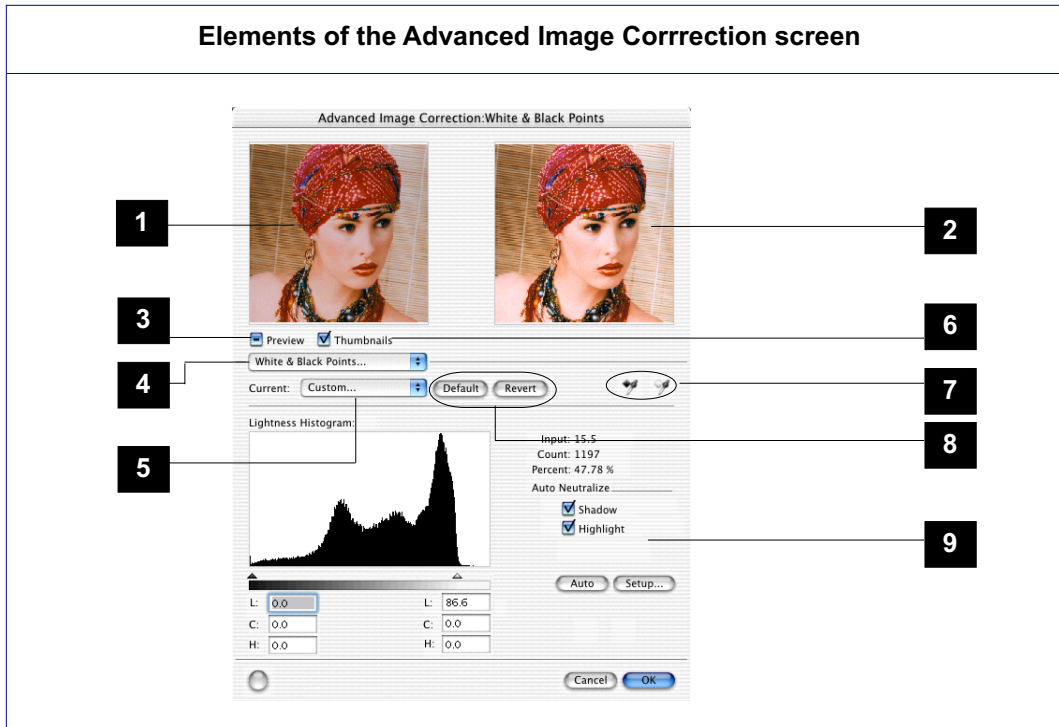 Elements of the Advanced Image Corrrection screen
Advanced Image Correction:White & Black Points
1
2
3
Preview
Thumbnails
6
White & Black Points...
4
Current:
Custom...
Default
Revert
7
Lightness Histogram:
8
Input: 15.5
Count: 1197
5
Percent: 47.78 %
Auto Neutralize
Shadow
Highlight
9
Auto
Setup...
L: 0.0
L: 86.6
C: 0.0
C: 0.0
H: 0.0
H: 0.0
Cancel
OK